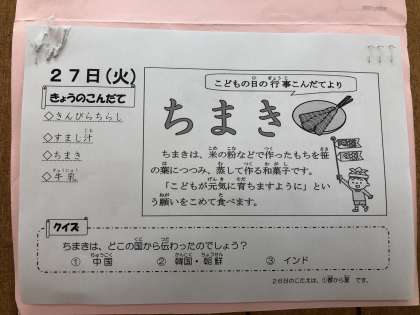 27日(火)
きょうのこんだて
◇きんぴらちらし
◇すまし汁
◇ちまき
◇牛乳
こどもの日の行事こんだてより
ちまき
ちまきは、米の粉などで作ったもちを笹
の葉につつみ、蒸して作る和菓子です。
「こどもが元気に育ちますように」とい
う願いをこめて食べます。
クイズ
ちまきは、どこの国から伝わったのでしょう?
① 中国 ② 韓国・朝鮮 ③ インド